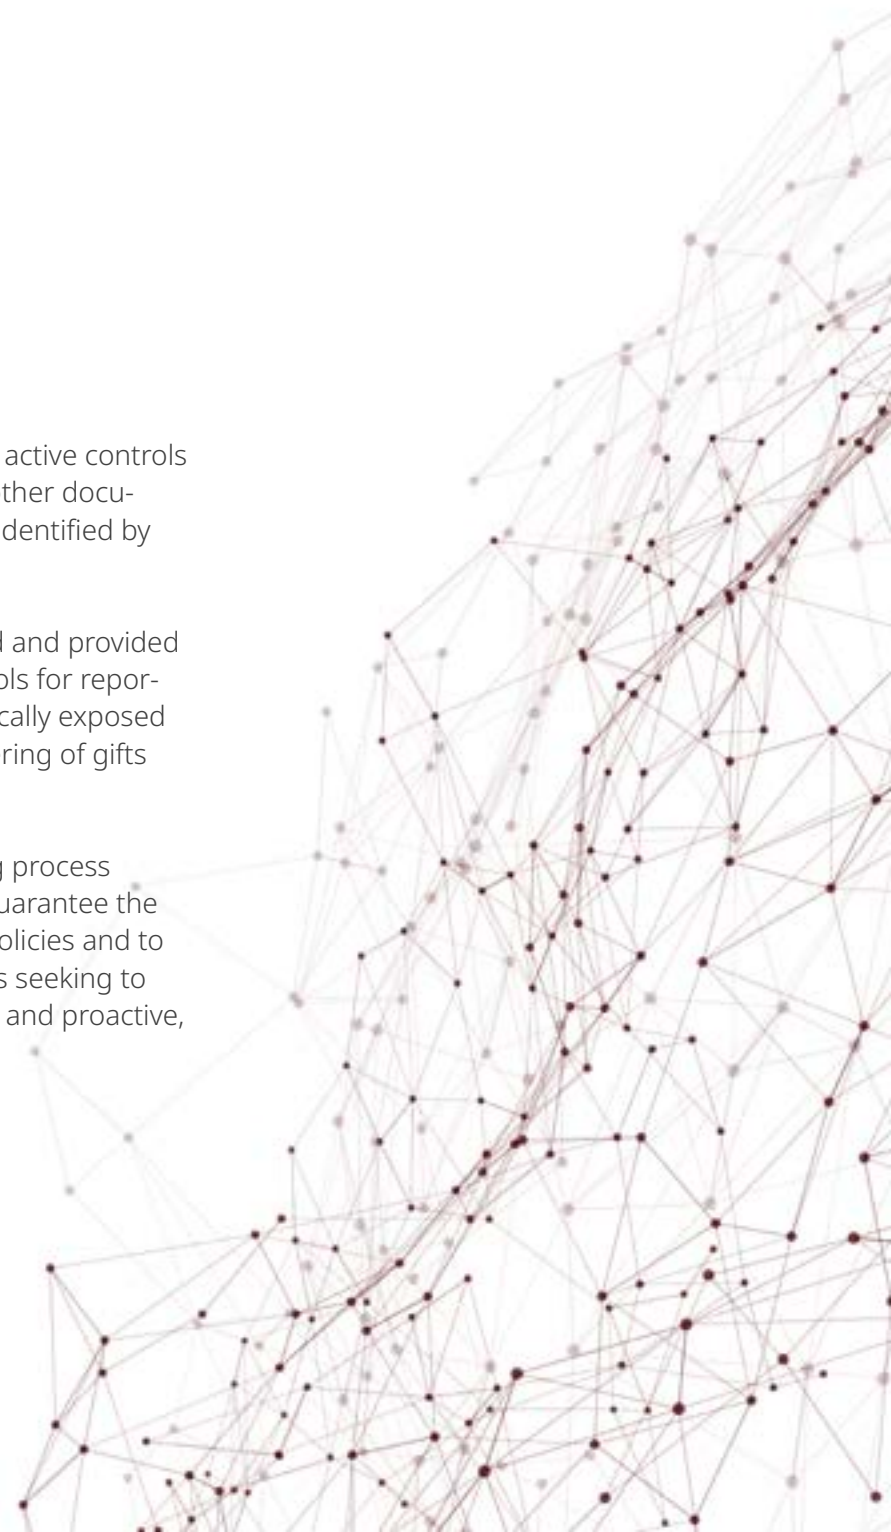 active controls
ther docu-
dentified by
d and provided
ols for repor-
cally exposed
ring of gifts
g process
uarantee the
olicies and to
s seeking to
and proactive,